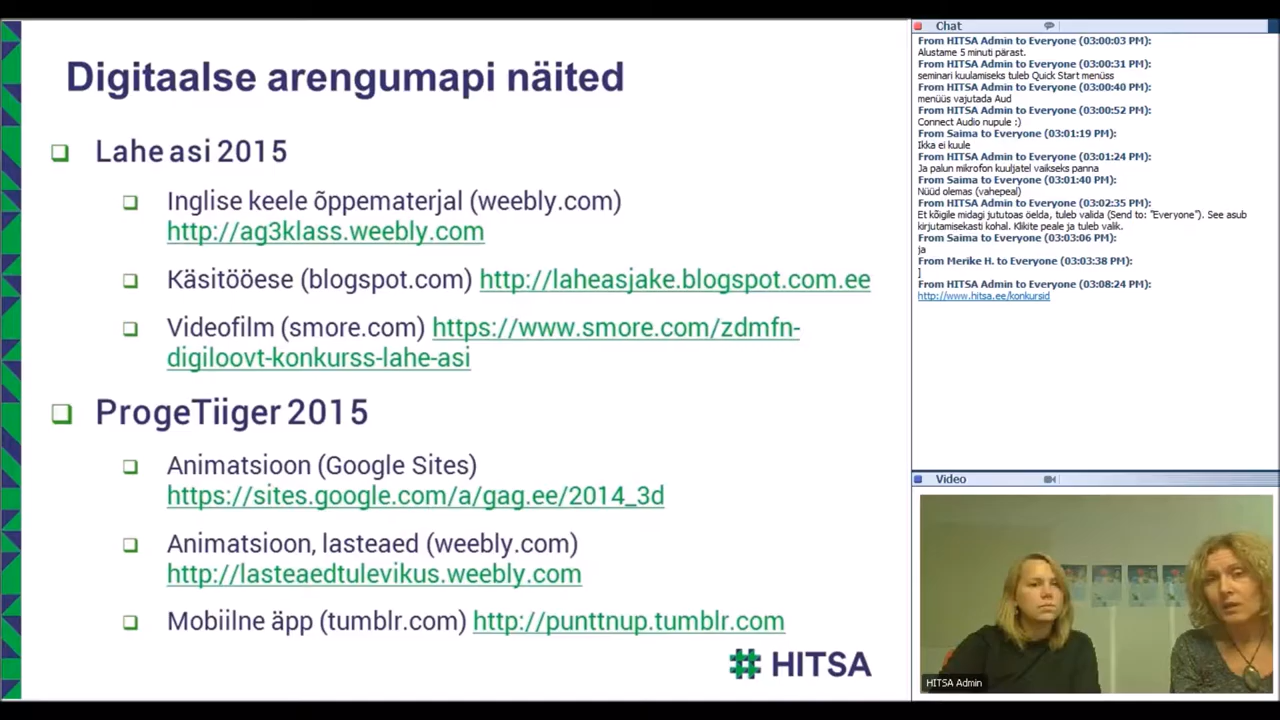 Digitaalse arengumapi näited
Lahe asi 2015
Inglise keele õppematerjal (weebly.com)
http://ag3klass.weebly.com
Käsitööese (blogspot.com) http://laheasjake.blogspot.com.ee
Videofilm (smore.com) https://www.smore.com/zdmfn-
digiloovt-konkurss-lahe-asi
ProgeTiiger 2015
Animatsioon (Google Sites)
https://sites.google.com/a/gag.ee/2014_3d
Animatsioon, lasteaed (weebly.com)
http://lasteaedtulevikus.weebly.com
Mobiilne äpp (tumblr.com) http://punttnup.tumblr.com
HITSA
Chat
From HITSA Admin to Everyone (03:00:03 PM):
Alustame 5 minuti pärast.
From HITSA Admin to Everyone (03:00:31 PM):
seminari kuulamiseks tuleb Quick Start menüss
From HITSA Admin to Everyone (03:00:40 PM):
menüüs vajutada Aud
From HITSA Admin to Everyone (03:00:52 PM):
Connect Audio nupule :)
From Saima to Everyone (03:01:19 PM):
Ikka ei kuule
From HITSA Admin to Everyone (03:01:24 PM):
Ja palun mikrofon kuuljatel vaikseks panna
From Saima to Everyone (03:01:40 PM):
Nüüd olemas (vahepeal)
From HITSA Admin to Everyone (03:02:35 PM):
Et kõigile midagi jututoas öelda, tuleb valida (Send to: "Everyone"). See asub
kirjutamisekasti kohal. Klikite peale ja tuleb valik.
From Saima to Everyone (03:03:06 PM):
ja
From Merike H. to Everyone (03:03:38 PM):
]
From HITSA Admin to Everyone (03:08:24 PM):
http://www.hitsa.ee/konkursid
Video
HITSA Admin